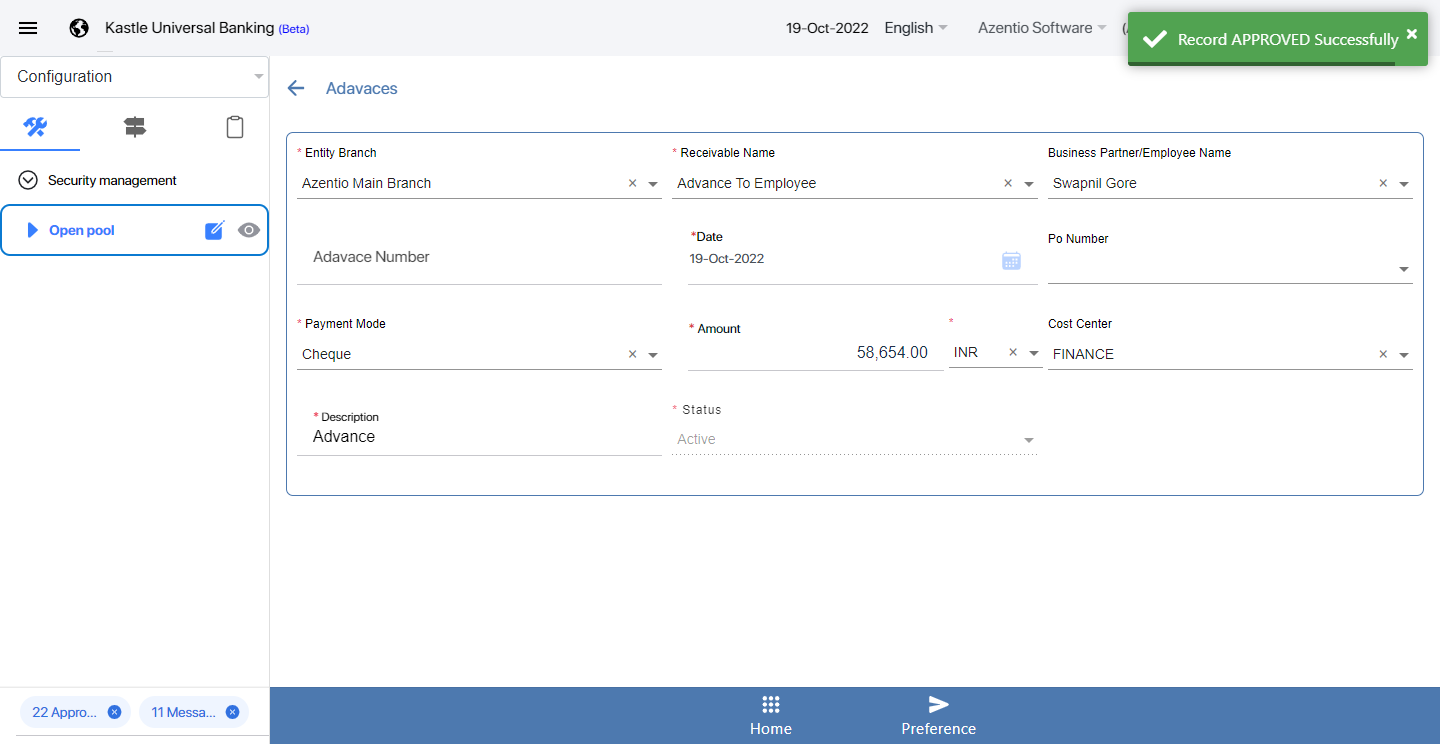 Kastle Universal Banking (Beta)
19-Oct-2022
English
Azentio Software
Record APPROVED Successfully
Configuration
Adavaces
Security management
Open pool
* Entity Branch
Azentio Main Branch
* Receivable Name
Advance To Employee
Business Partner/Employee Name
Swapnil Gore
Adavace Number
*Date
19-Oct-2022
Po Number
* Payment Mode
Cheque
* Amount
58,654.00
*
INR
Cost Center
FINANCE
* Description
Advance
* Status
Active
22 Appro...
11 Messa...
Home
Preference